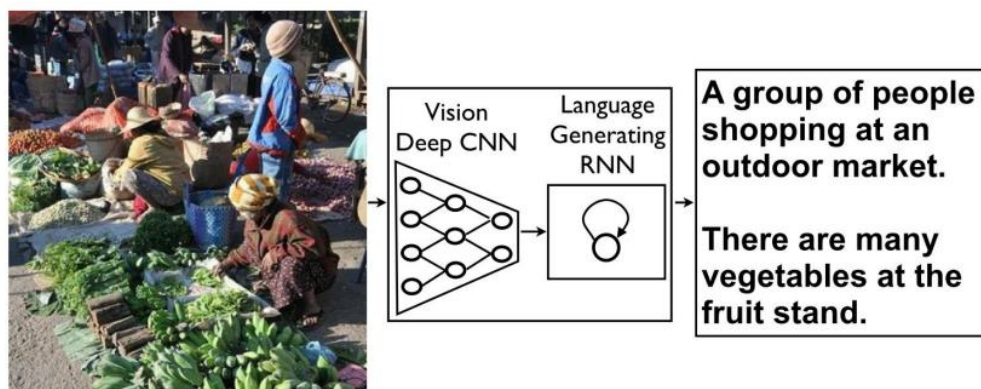 Vision
Deep CNN
Language
Generating
RNN
A group of people
shopping at an
outdoor market.
There are many
vegetables at the
fruit stand.